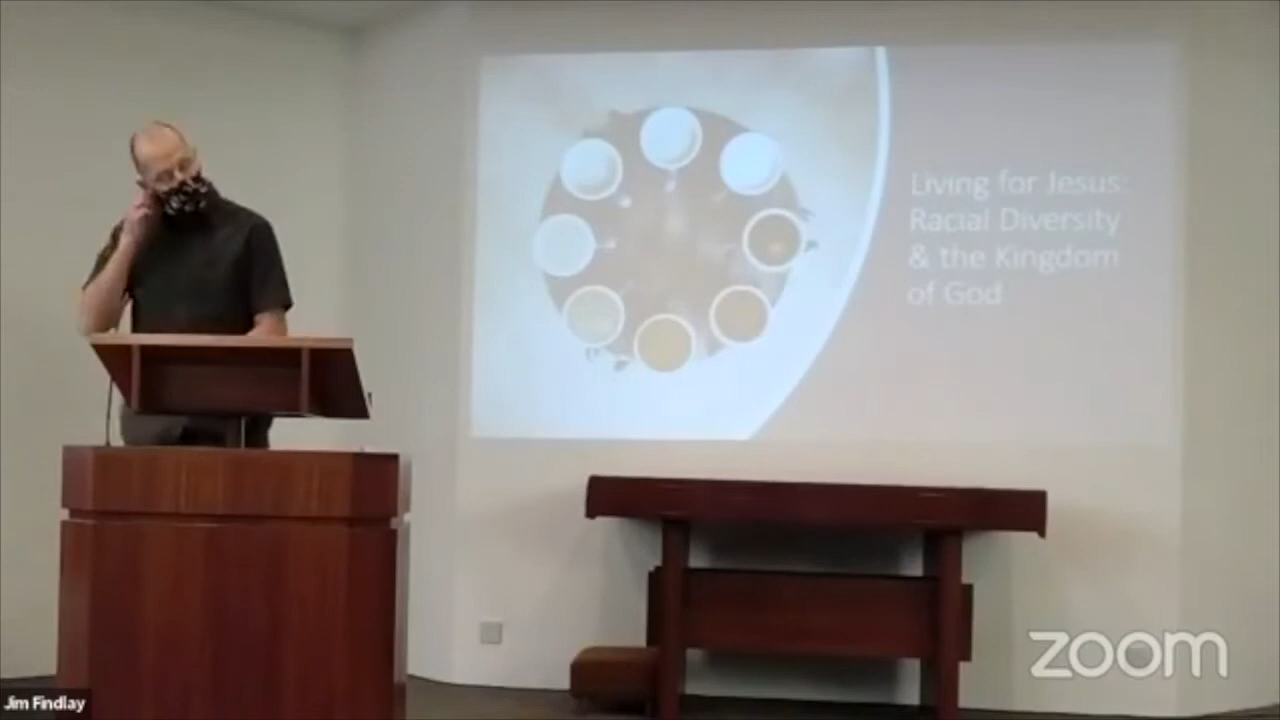 Living for Jesus:
Racial Diversity
& the Kingdom
of God
zoom
Jim Findlay